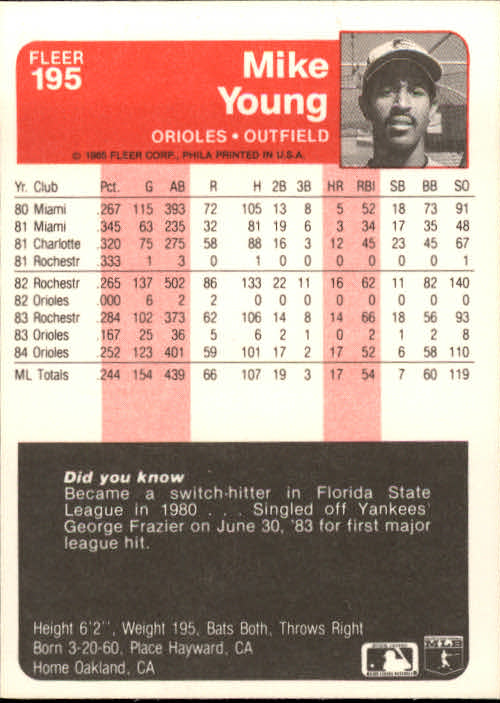 FLEER
195
Mike
Young
ORIOLES • OUTFIELD
© 1985 FLEER CORP., PHILA PRINTED IN U.S.A.
Yr. Club Pct. G AB R H 2B 3B HR RBI SB BB SO
80 Miami .267 115 393 72 105 13 8 5 52 18 73 91
81 Miami .345 63 235 32 81 19 6 3 34 17 35 48
81 Charlotte .320 75 275 58 88 16 3 12 45 23 45 67
81 Rochestr .333 1 3 0 1 0 0 0 0 0 0 1
82 Rochestr .265 137 502 86 133 22 11 16 62 11 82 140
82 Orioles .000 6 2 2 0 0 0 0 0 0 0 0
83 Rochestr .284 102 373 62 106 14 8 14 66 18 56 93
83 Orioles .167 25 36 5 6 2 1 0 2 1 2 8
84 Orioles .252 123 401 59 101 17 2 17 52 6 58 110
ML Totals .244 154 439 66 107 19 3 17 54 7 60 119
Did you know
Became a switch-hitter in Florida State
League in 1980 . . . Singled off Yankees'
George Frazier on June 30, '83 for first major
league hit.
Height 6'2", Weight 195, Bats Both, Throws Right
Born 3-20-60, Place Hayward, CA
Home Oakland, CA